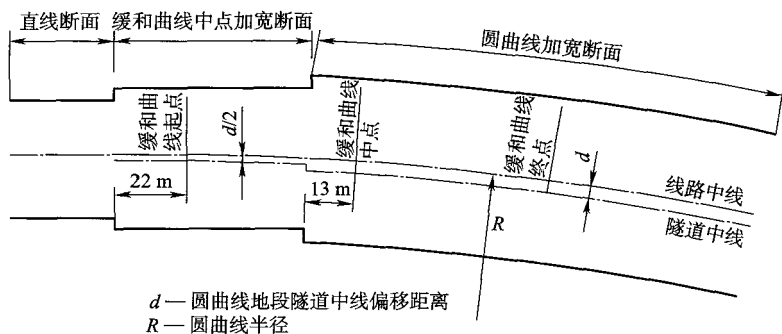 直线断面
缓和曲线中点加宽断面
圆曲线加宽断面
缓和曲
线起点
d/2
缓和曲线
中点
缓和曲线
终点
d
22 m
13 m
R
线路中线
隧道中线
d — 圆曲线地段隧道中线偏移距离
R — 圆曲线半径